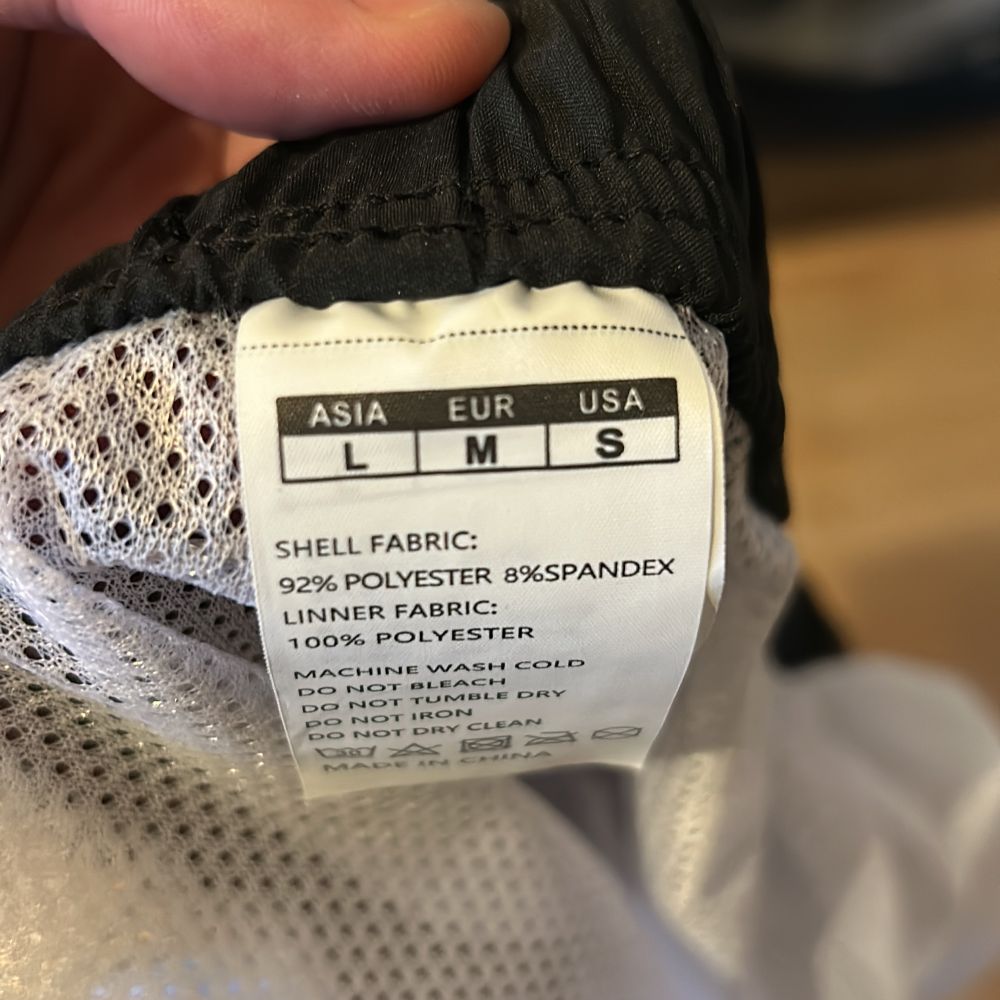 ASIA EUR USA
L M S
SHELL FABRIC:
92% POLYESTER 8%SPANDEX
LINNER FABRIC:
100% POLYESTER
MACHINE WASH COLD
DO NOT BLEACH
DO NOT TUMBLE DRY
DO NOT IRON
DO NOT DRY CLEAN
30
MADE IN CHINA